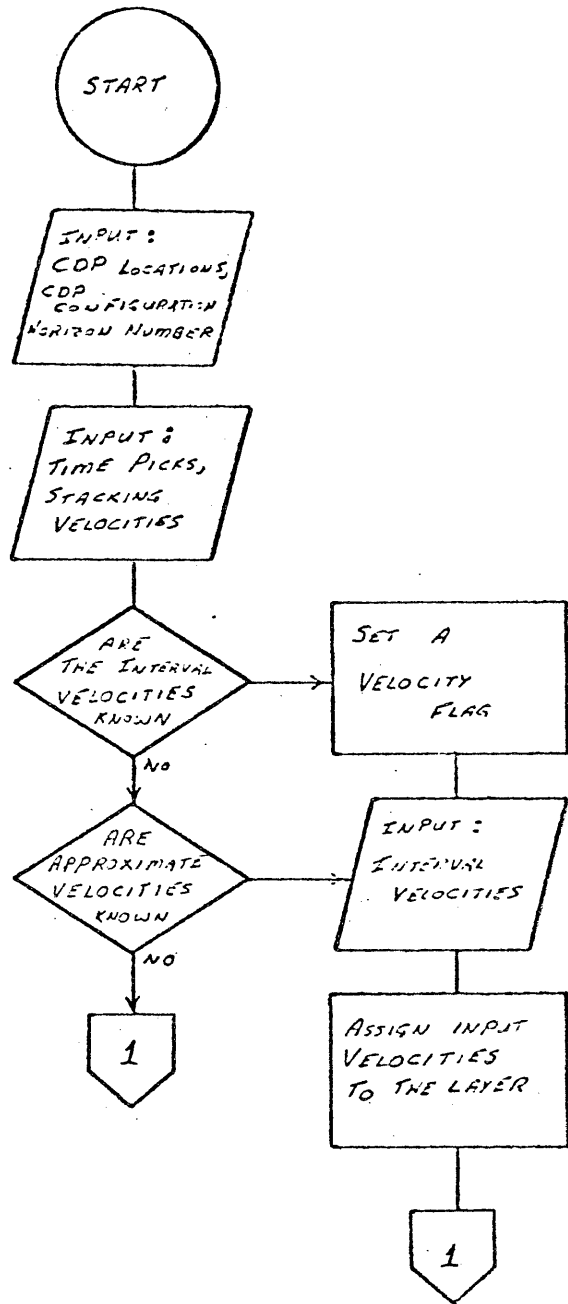 START
INPUT:
CDP LOCATIONS,
CDP
CONFIGURATION
HORIZON NUMBER
INPUT:
TIME PICKS,
STACKING
VELOCITIES
ARE
THE INTERVAL
VELOCITIES
KNOWN
NO
SET A
VELOCITY
FLAG
ARE
APPROXIMATE
VELOCITIES
KNOWN
NO
INPUT:
INTERVAL
VELOCITIES
1
ASSIGN INPUT
VELOCITIES
TO THE LAYER
1